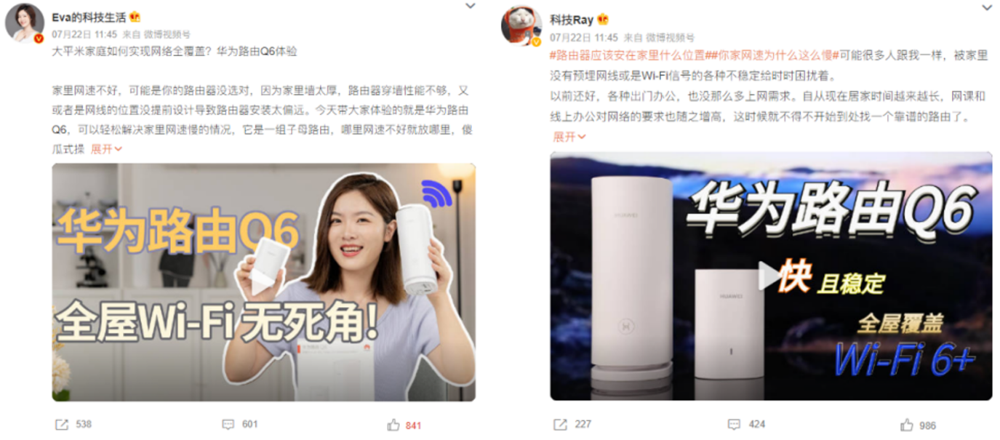 Eva的科技生活
07月22日 11:45 来自 微博视频号
大平米家庭如何实现网络全覆盖？华为路由Q6体验
家里网速不好，可能是你的路由器没选对，因为家里墙太厚，路由器穿墙性能不够，又
或者是网线的位置没提前设计导致路由器安装太偏远。今天带大家体验的就是华为路由
Q6，可以轻松解决家里网速慢的情况，它是一组子母路由，哪里网速不好就放哪里，傻
瓜式操 展开
华为路由Q6
全屋Wi-Fi 无死角!
538 601 841
科技Ray
07月22日 11:45 来自 微博视频号
#路由器应该安在家里什么位置##你家网速为什么这么慢#可能很多人跟我一样，被家里
没有预埋网线或是Wi-Fi信号的各种不稳定给时时困扰着。
以前还好，各种出门办公，也没那么多上网需求。自从现在居家时间越来越长，网课和
线上办公对网络的要求也随之增高，这时候就不得不开始到处找一个靠谱的路由了。
展开
华为路由Q6
快 且稳定
全屋覆盖
Wi-Fi 6+
HUAWEI
HUAWEI
227 424 986